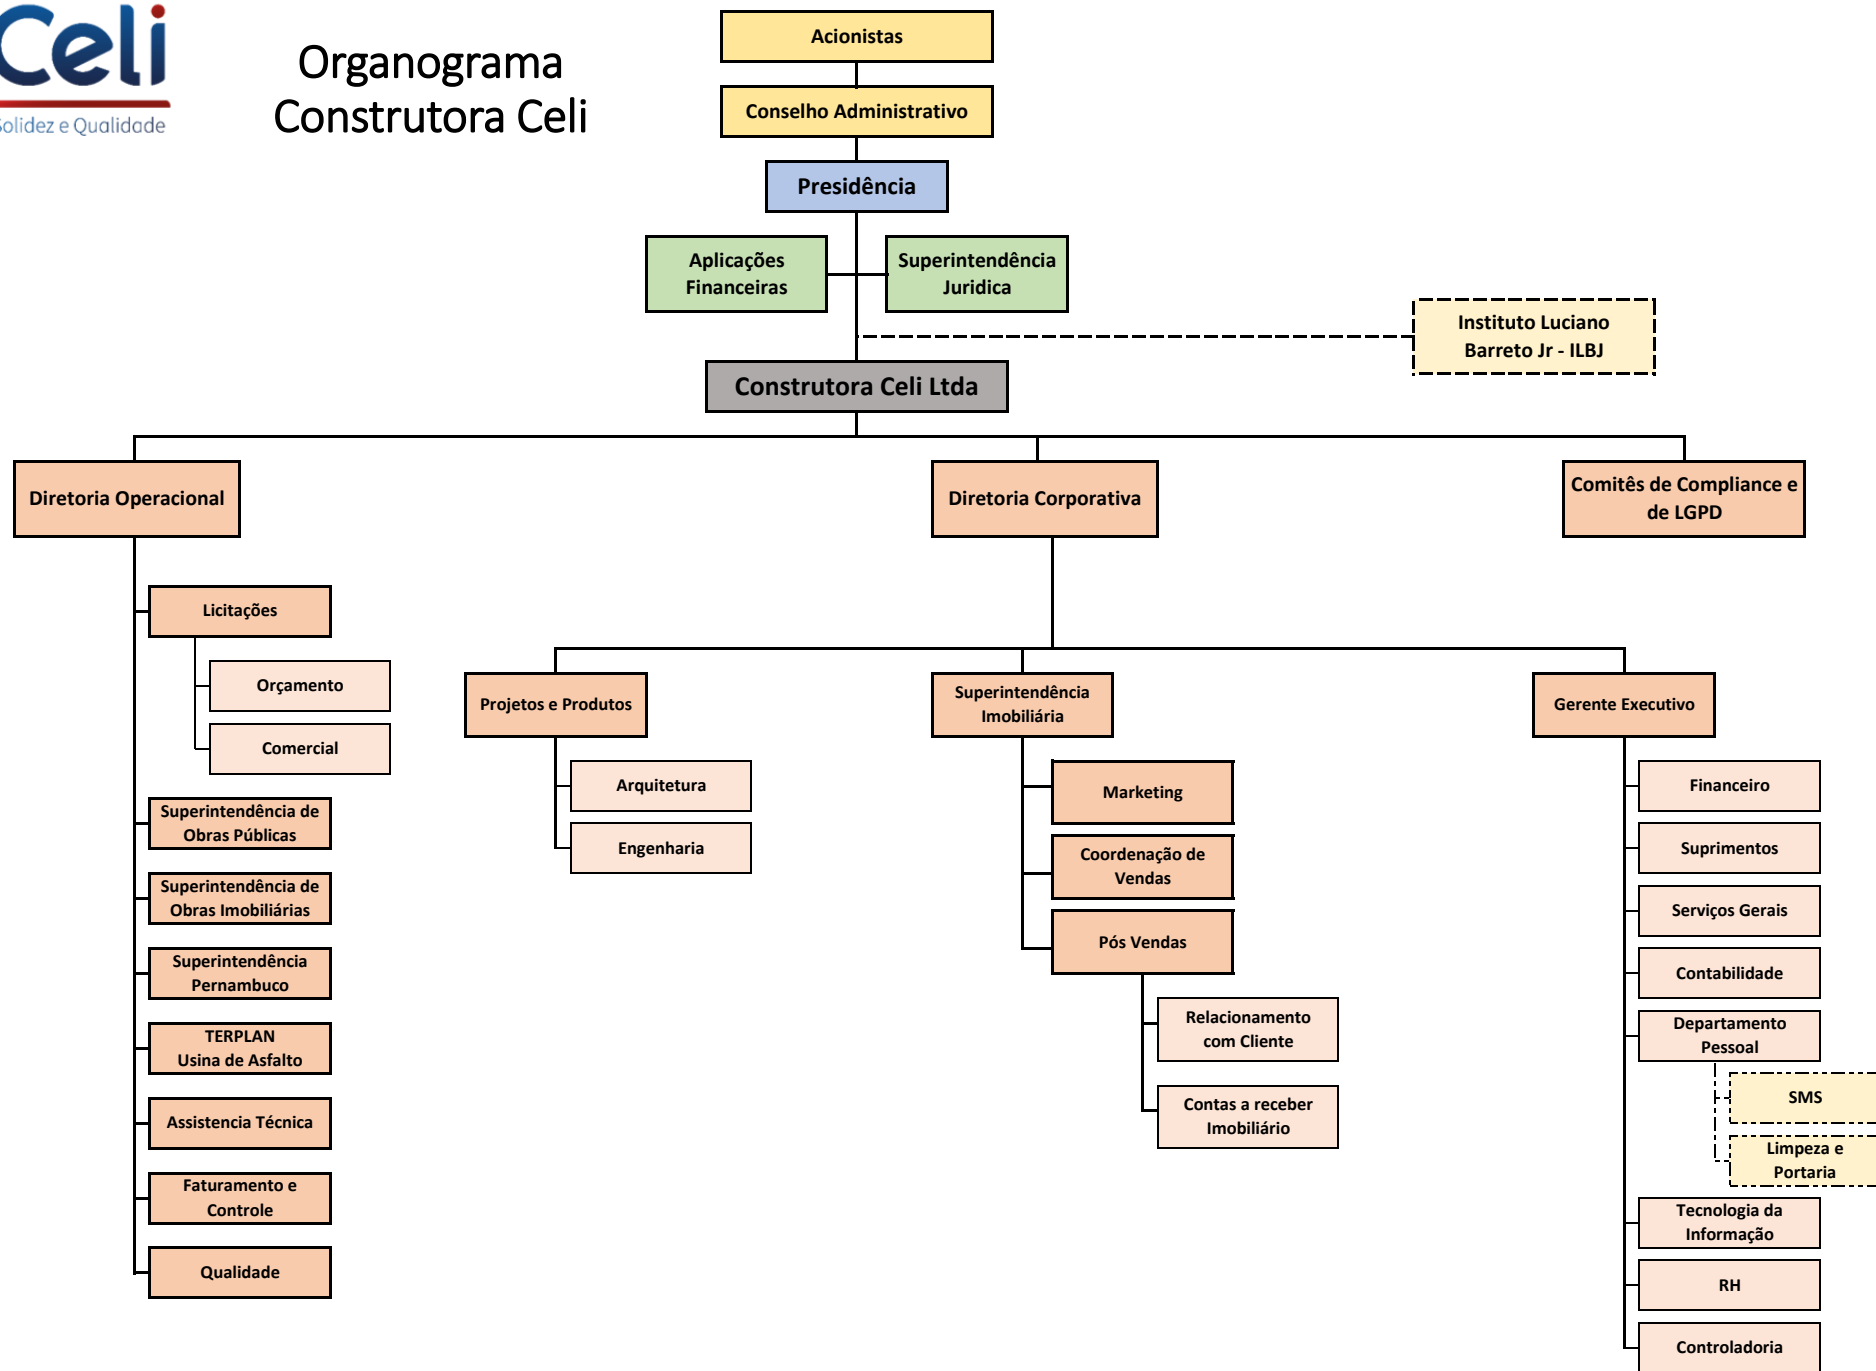 Celi
Solidez e Qualidade
Organograma
Construtora Celi
Acionistas
Conselho Administrativo
Presidência
Aplicações
Financeiras
Superintendência
Juridica
Instituto Luciano
Barreto Jr - ILBJ
Construtora Celi Ltda
Diretoria Operacional
Diretoria Corporativa
Comitês de Compliance e
de LGPD
Licitações
Orçamento
Comercial
Superintendência de
Obras Públicas
Superintendência de
Obras Imobiliárias
Superintendência
Pernambuco
TERPLAN
Usina de Asfalto
Assistencia Técnica
Faturamento e
Controle
Qualidade
Projetos e Produtos
Arquitetura
Engenharia
Superintendência
Imobiliária
Marketing
Coordenação de
Vendas
Pós Vendas
Relacionamento
com Cliente
Contas a receber
Imobiliário
Gerente Executivo
Financeiro
Suprimentos
Serviços Gerais
Contabilidade
Departamento
Pessoal
SMS
Limpeza e
Portaria
Tecnologia da
Informação
RH
Controladoria